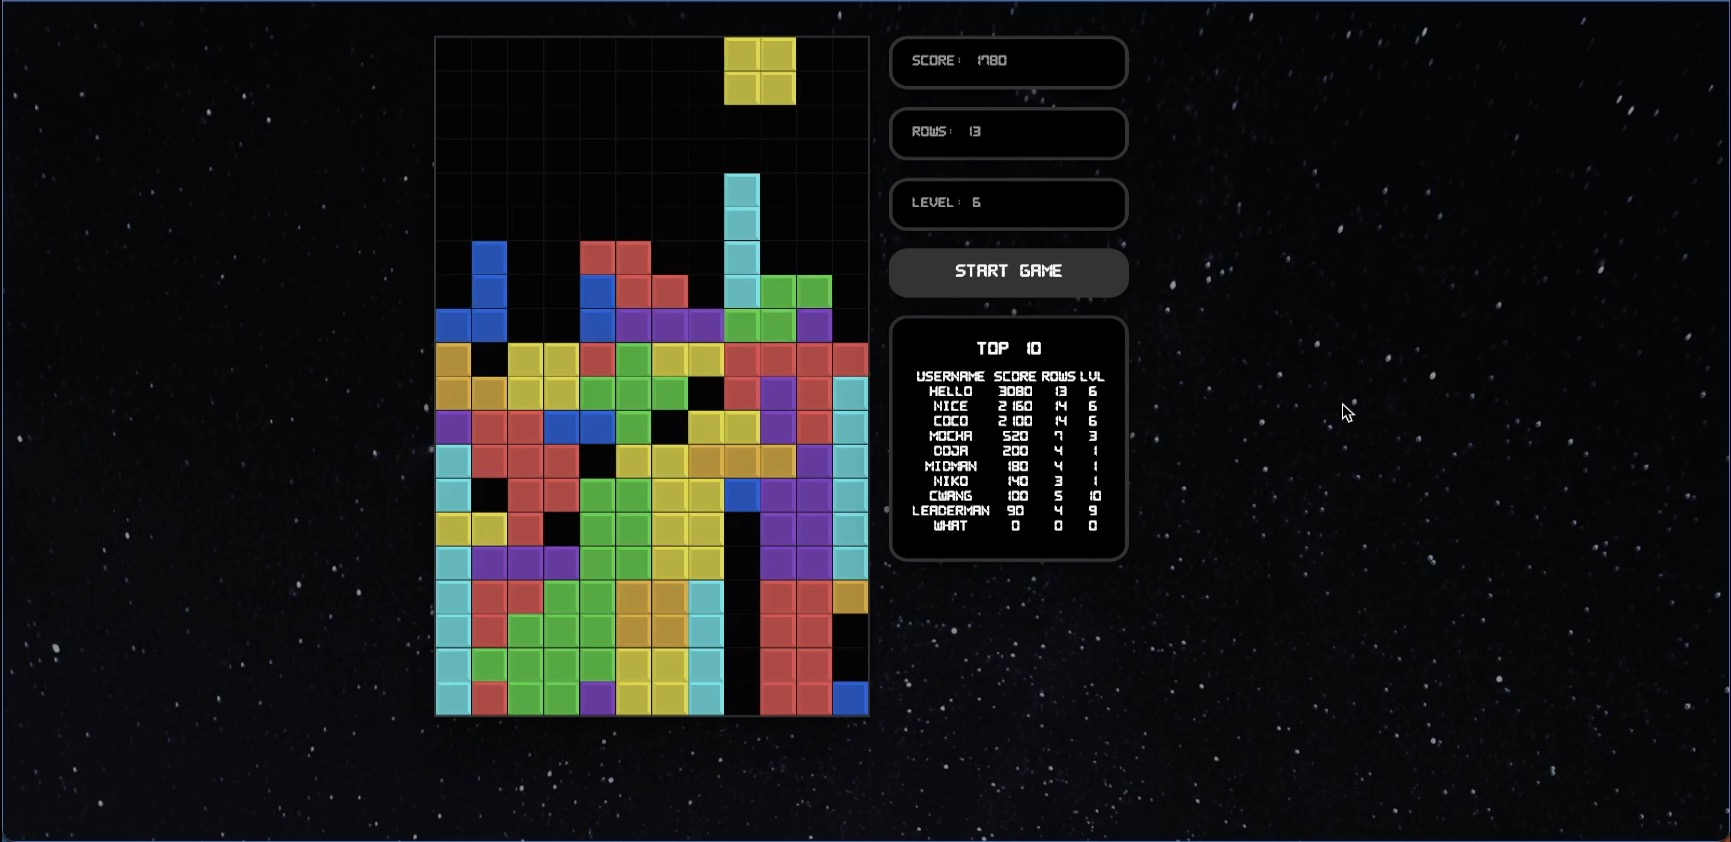 SCORE: 1780
ROWS: 13
LEVEL: 6
START GAME
TOP 10
USERNAME SCORE ROWS LVL
HELLO 3080 13 6
NICE 2160 14 6
COCO 2100 14 6
MOCHA 520 7 3
DOJA 200 4 1
MIDMAN 180 4 1
NIKO 140 3 1
CWANG 100 5 10
LEADERMAN 90 4 9
WHAT 0 0 0